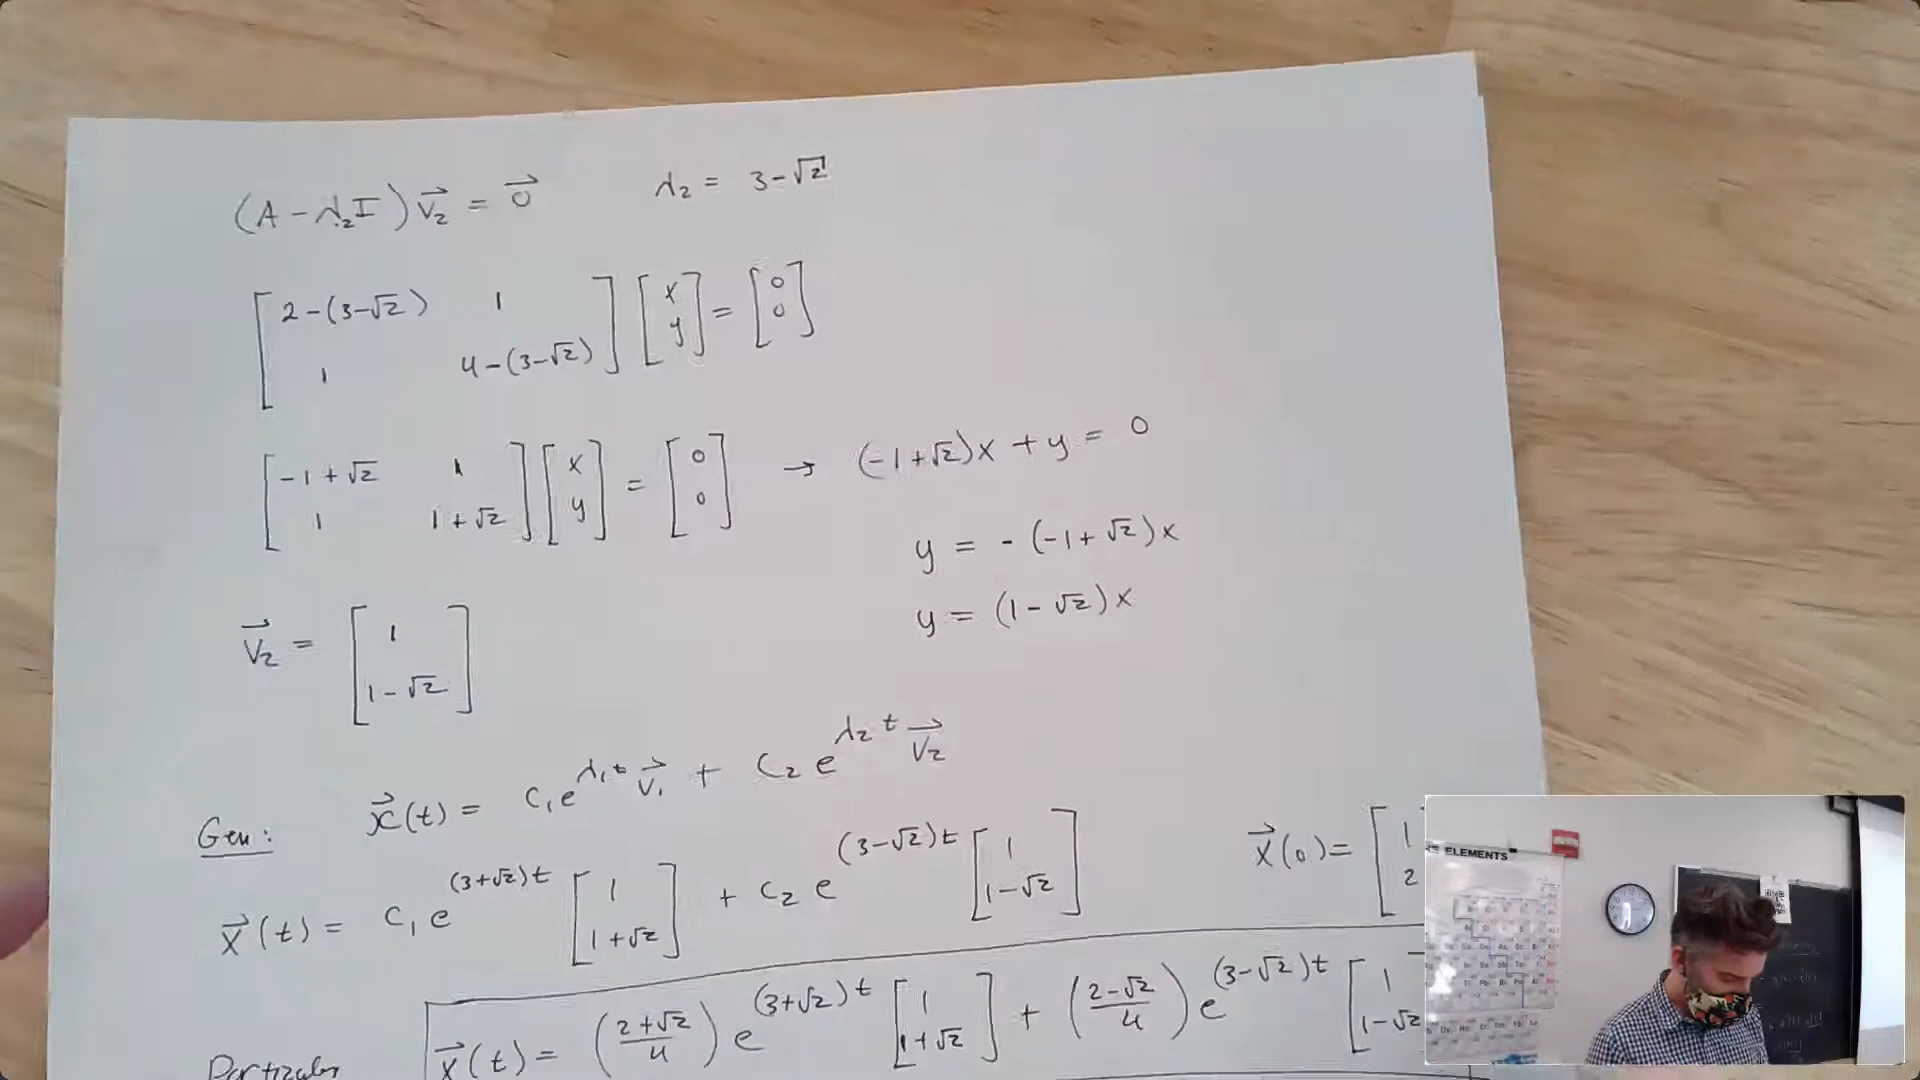 (A - λ₂I) v⃗₂ = 0⃗   λ₂ = 3-√2
[ 2-(3-√2)  1 ; 1  4-(3-√2) ] [ x ; y ] = [ 0 ; 0 ]
[ -1+√2  1 ; 1  1+√2 ] [ x ; y ] = [ 0 ; 0 ] → (-1+√2)x + y = 0
y = -(-1+√2)x
y = (1-√2)x
v⃗₂ = [ 1 ; 1-√2 ]
Gen: x⃗(t) = c₁e^(λ₁t) v⃗₁ + c₂e^(λ₂t) v⃗₂
x⃗(t) = c₁e^((3+√2)t) [ 1 ; 1+√2 ] + c₂e^((3-√2)t) [ 1 ; 1-√2 ]   x⃗(0) = [ 1 ; 2
Particular x⃗(t) = ((2+√2)/4) e^((3+√2)t) [ 1 ; 1+√2 ] + ((2-√2)/4) e^((3-√2)t) [ 1 ; 1-√2
ELEMENTS